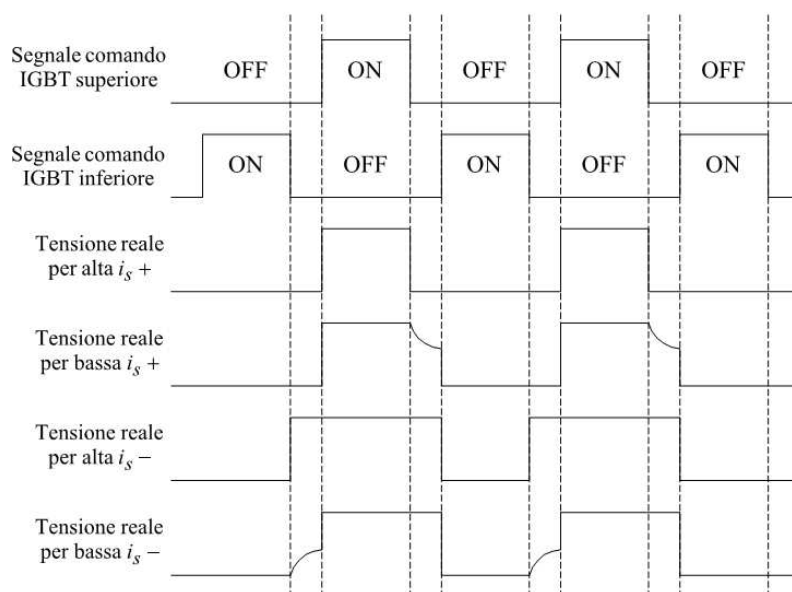 Segnale comando
IGBT superiore
OFF ON OFF ON OFF
Segnale comando
IGBT inferiore
ON OFF ON OFF ON
Tensione reale
per alta i_s +
Tensione reale
per bassa i_s +
Tensione reale
per alta i_s −
Tensione reale
per bassa i_s −